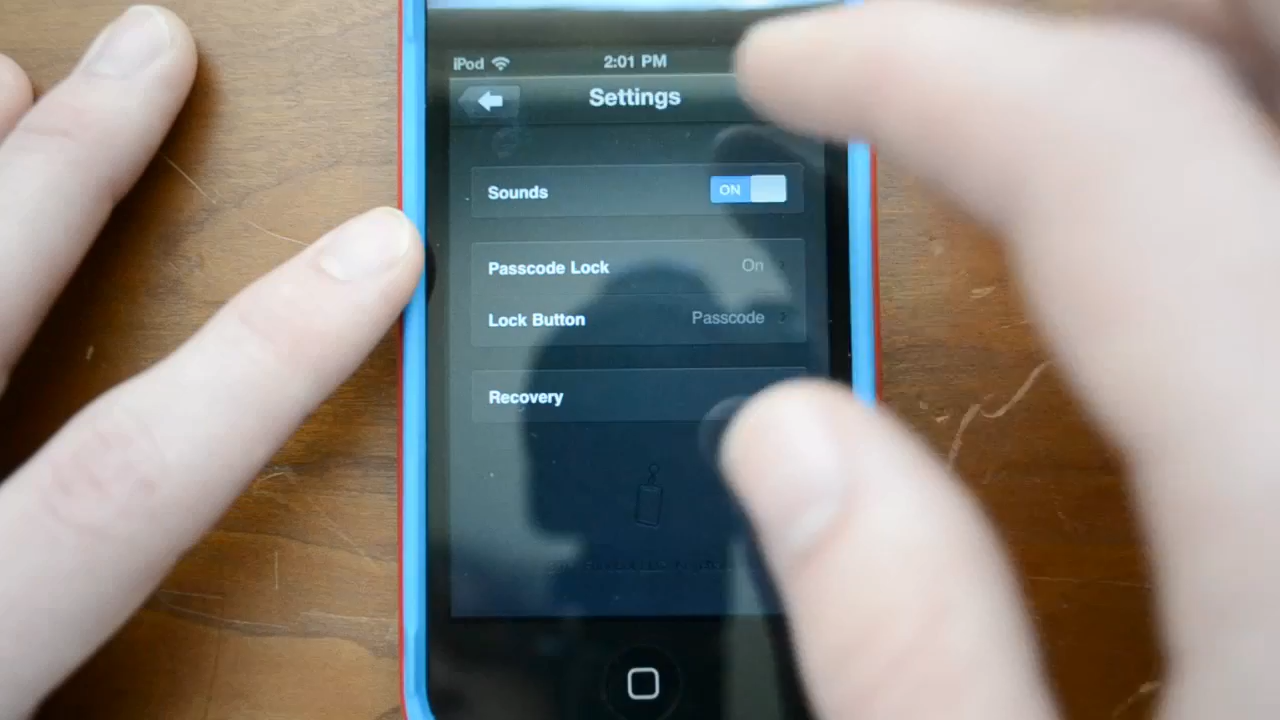 iPod 2:01 PM
Settings
Sounds ON
Passcode Lock On
Lock Button Passcode
Recovery